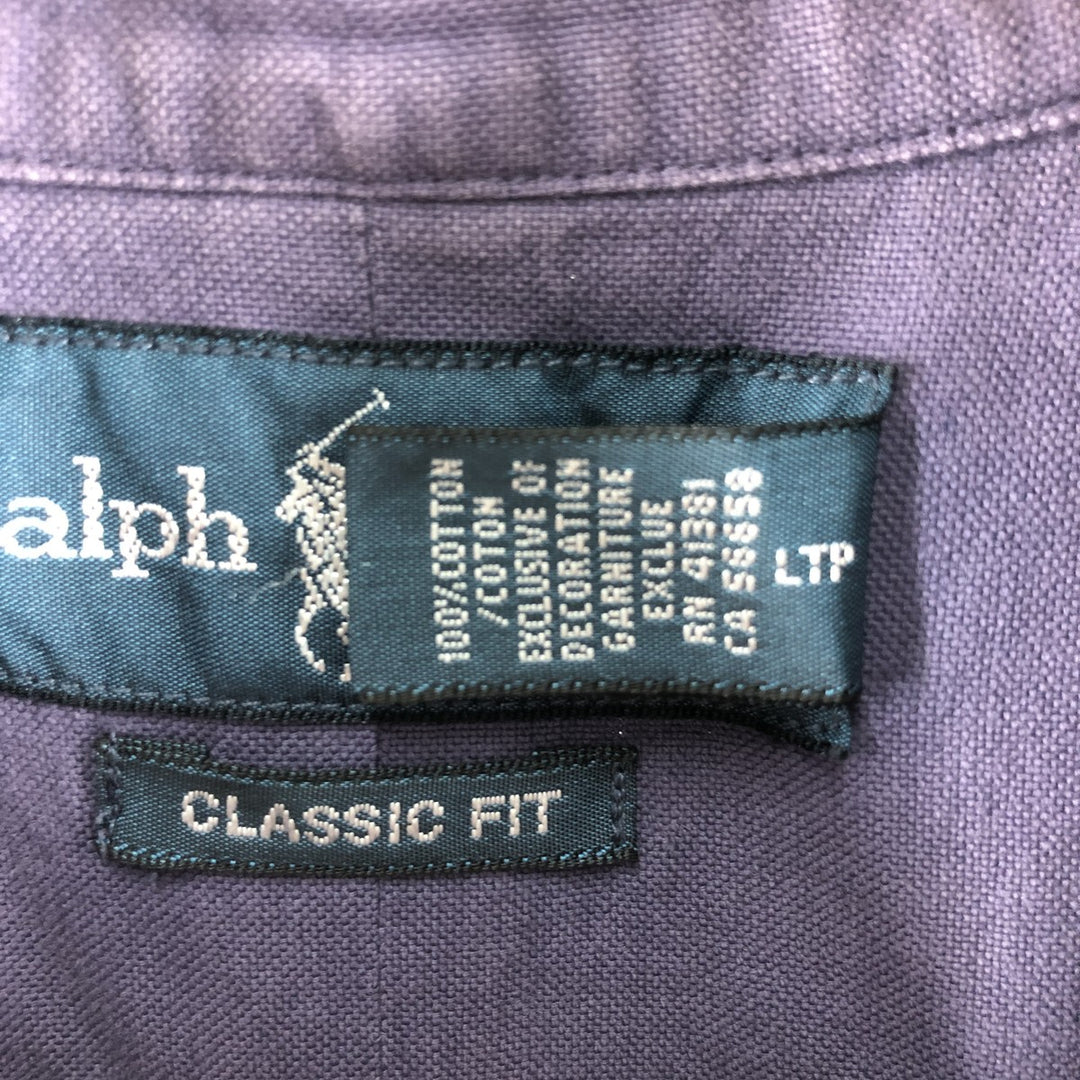 alph
100%COTTON
/COTON
EXCLUSIVE OF
DECORATION
GARNITURE
EXCLUE
RN 41381
CA 56658
LTP
CLASSIC FIT